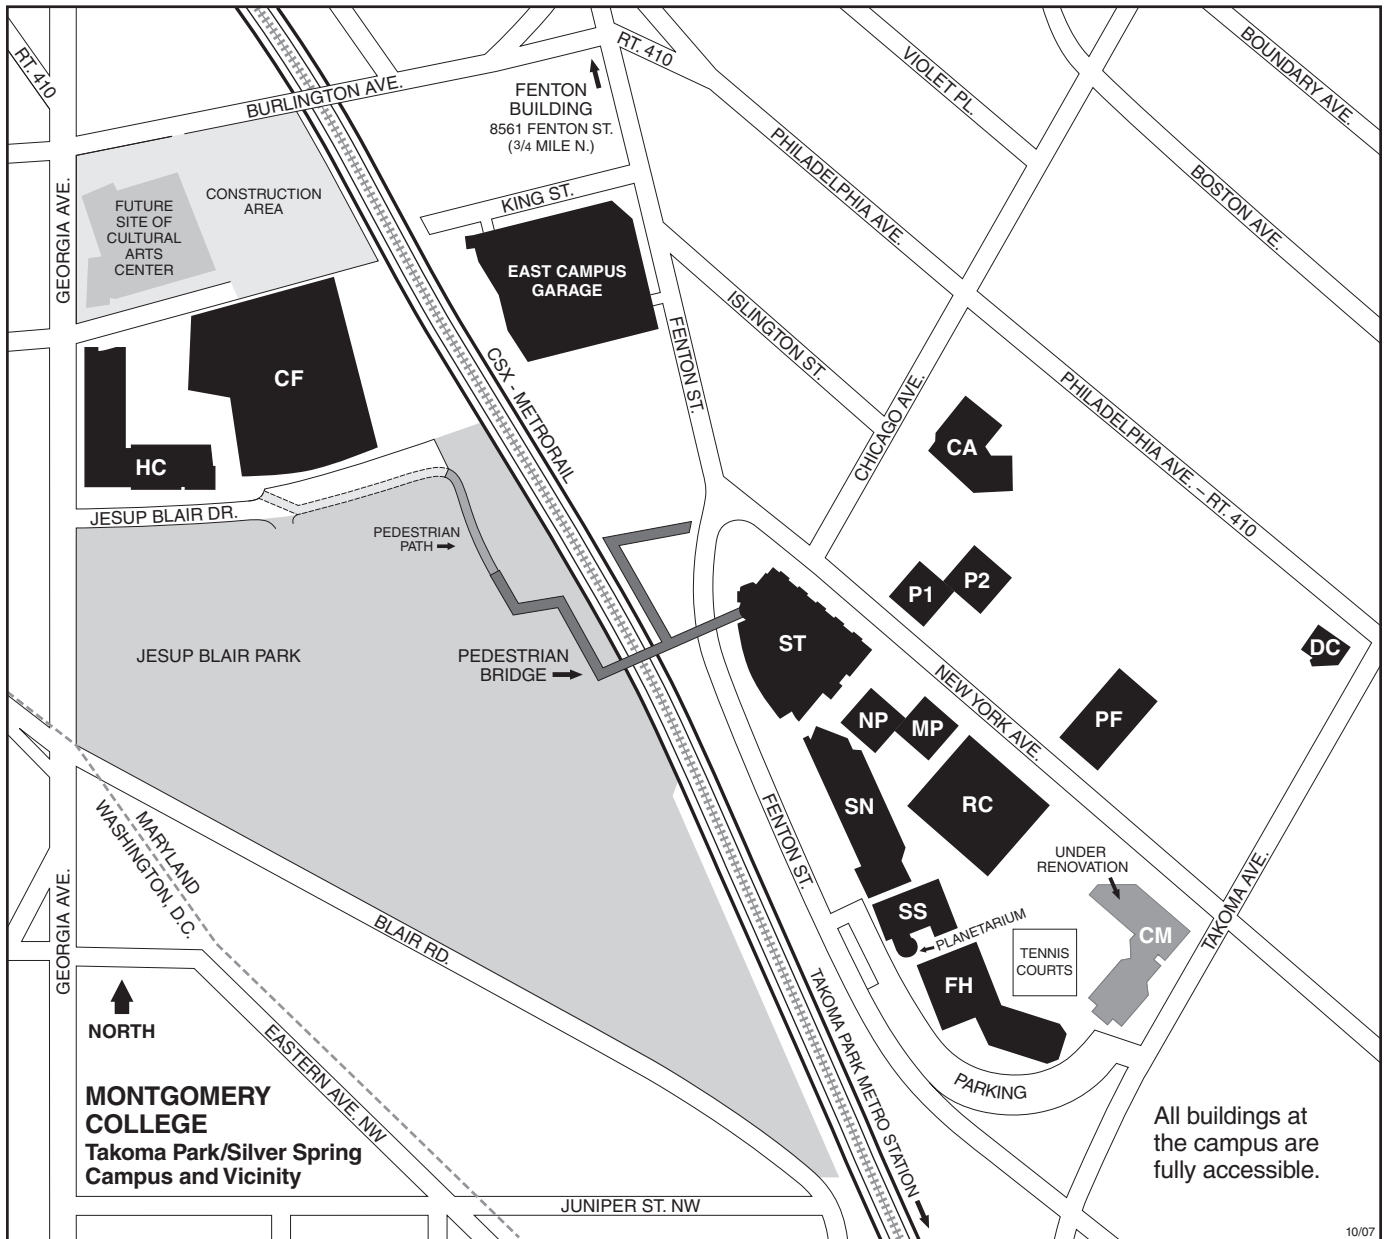 RT. 410
BURLINGTON AVE.
RT. 410
VIOLET PL.
BOUNDARY AVE.
FENTON
BUILDING
8561 FENTON ST.
(3/4 MILE N.)
PHILADELPHIA AVE.
BOSTON AVE.
GEORGIA AVE.
CONSTRUCTION
AREA
FUTURE
SITE OF
CULTURAL
ARTS
CENTER
KING ST.
EAST CAMPUS
GARAGE
ISLINGTON ST.
FENTON ST.
CSX - METRORAIL
CF
HC
CHICAGO AVE.
PHILADELPHIA AVE. – RT. 410
CA
JESUP BLAIR DR.
PEDESTRIAN
PATH
P1
P2
ST
DC
JESUP BLAIR PARK
PEDESTRIAN
BRIDGE
NEW YORK AVE.
NP
MP
PF
SN
RC
FENTON ST.
MARYLAND
WASHINGTON, D.C.
UNDER
RENOVATION
TAKOMA AVE.
GEORGIA AVE.
BLAIR RD.
SS
PLANETARIUM
CM
TENNIS
COURTS
FH
TAKOMA PARK METRO STATION
NORTH
EASTERN AVE. NW
PARKING
MONTGOMERY
COLLEGE
Takoma Park/Silver Spring
Campus and Vicinity
All buildings at
the campus are
fully accessible.
JUNIPER ST. NW
10/07